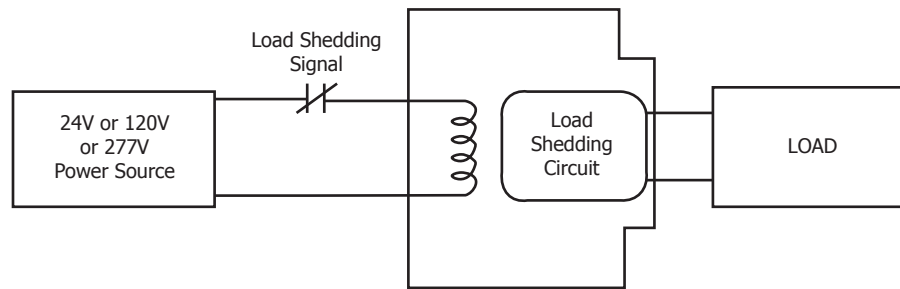 Load Shedding
Signal
24V or 120V
or 277V
Power Source
Load
Shedding
Circuit
LOAD